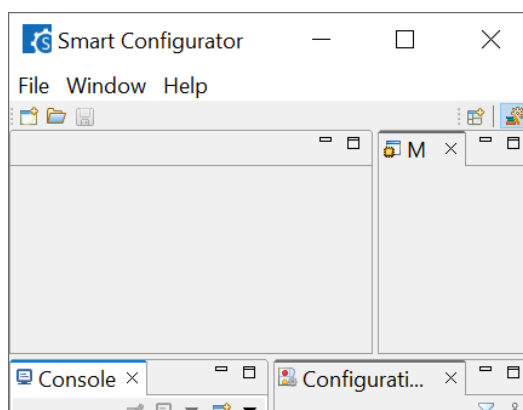 Smart Configurator
File Window Help
M
Console
Configurati...